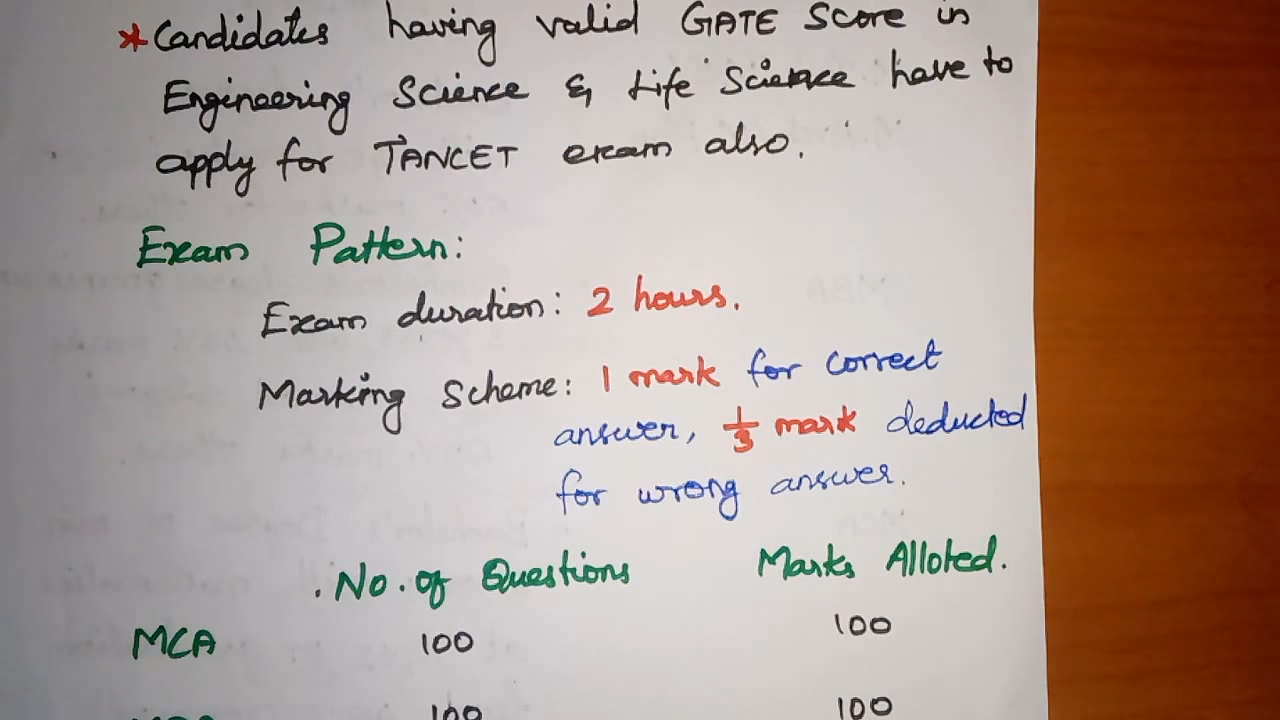 * Candidates having valid GATE Score in
Engineering Science & Life Science have to
apply for TANCET exam also.
Exam Pattern:
Exam duration: 2 hours.
Marking Scheme: 1 mark for correct
answer, 1/3 mark deducted
for wrong answer.
No. of Questions Marks Alloted.
MCA 100 100
100 100